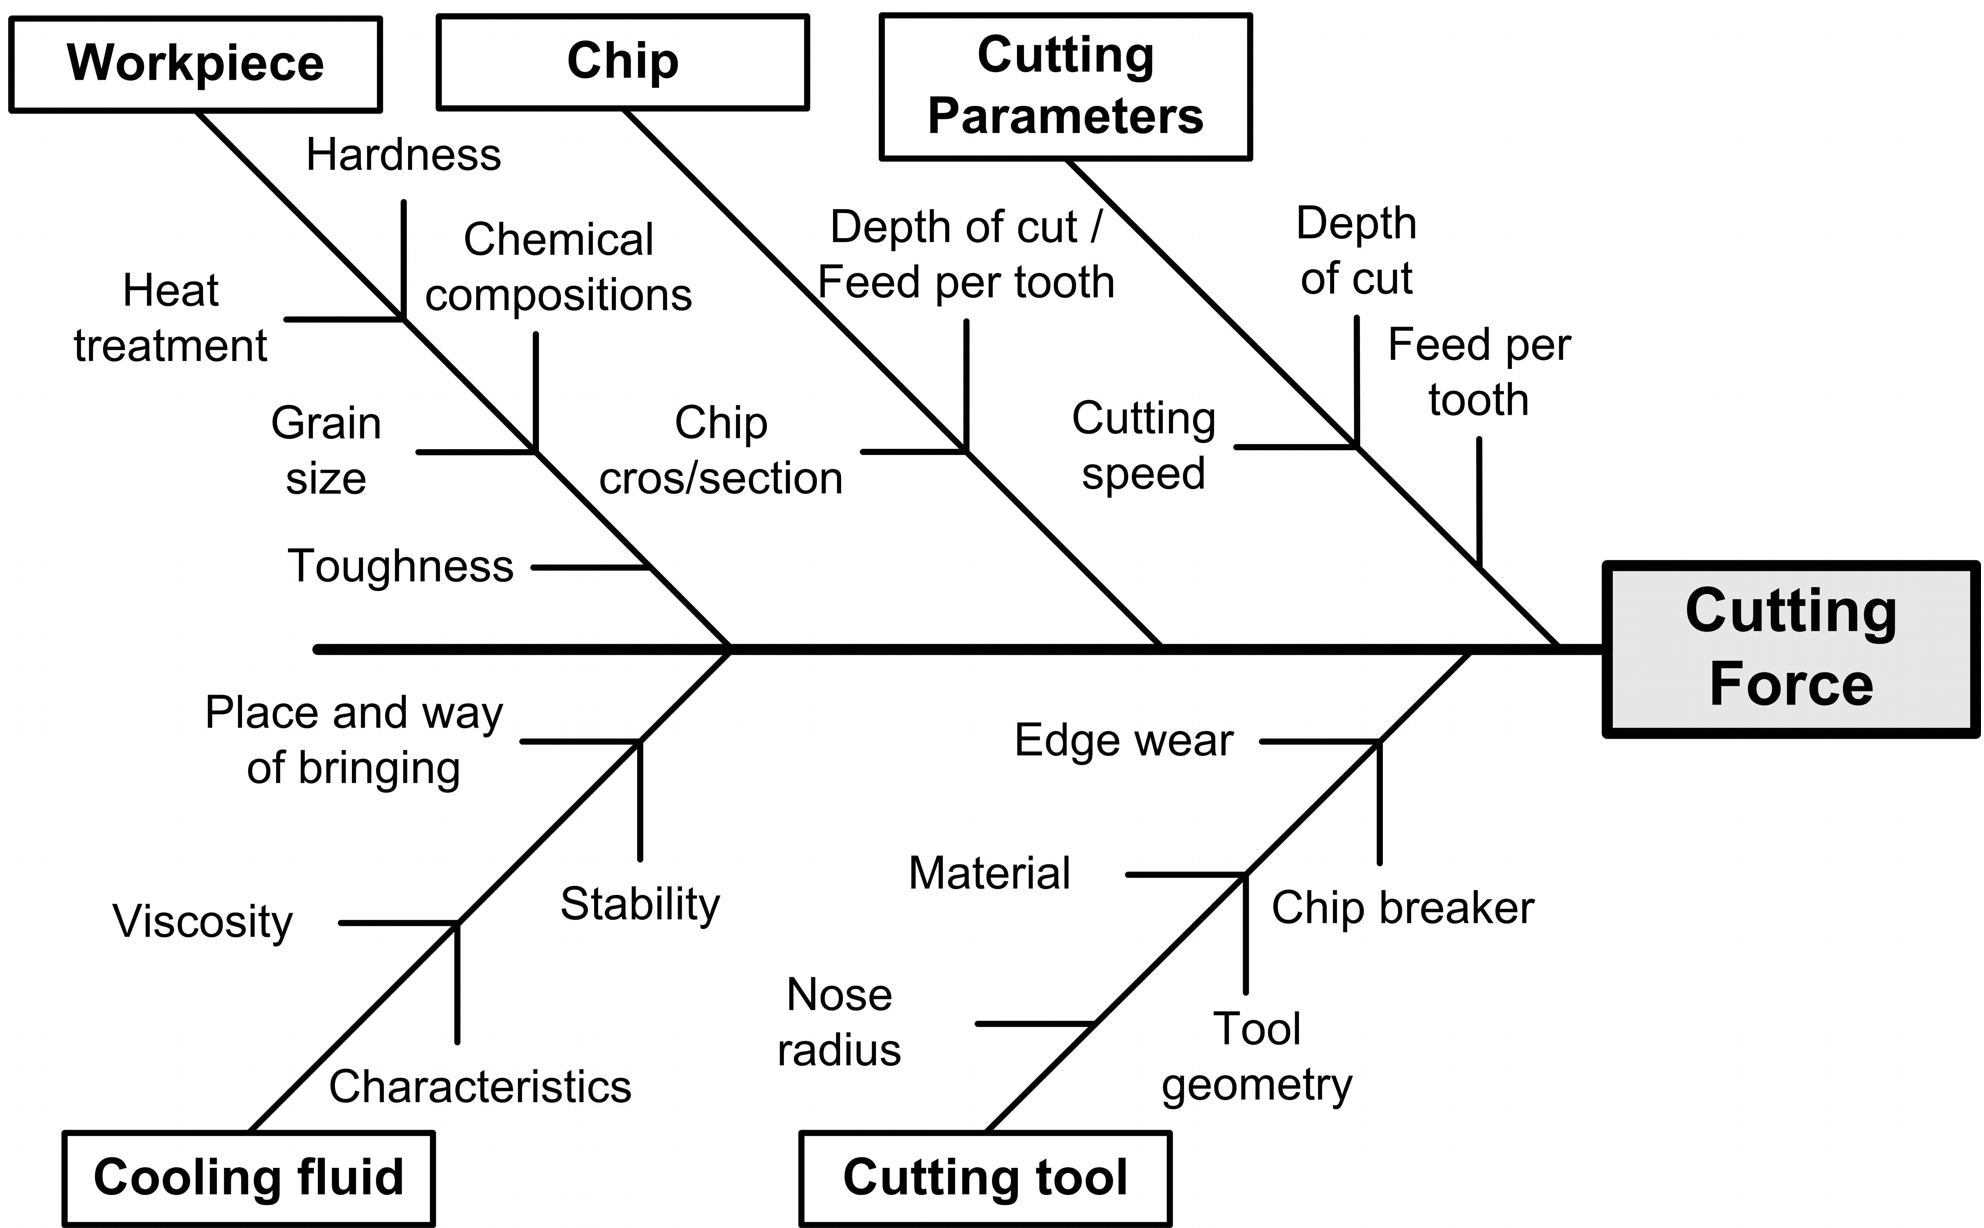 Workpiece
Chip
Cutting
Parameters
Hardness
Chemical
compositions
Heat
treatment
Grain
size
Toughness
Depth of cut /
Feed per tooth
Chip
cros/section
Depth
of cut
Feed per
tooth
Cutting
speed
Cutting
Force
Place and way
of bringing
Stability
Viscosity
Characteristics
Cooling fluid
Edge wear
Chip breaker
Material
Tool
geometry
Nose
radius
Cutting tool